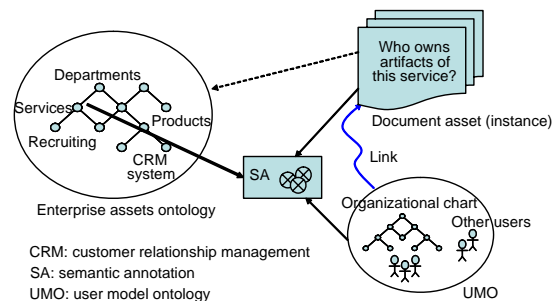 Who owns
artifacts of
this service?
Departments
Services
Products
Recruiting
CRM
system
Document asset (instance)
Link
SA
Enterprise assets ontology
Organizational chart
Other users
CRM: customer relationship management
SA: semantic annotation
UMO: user model ontology
UMO